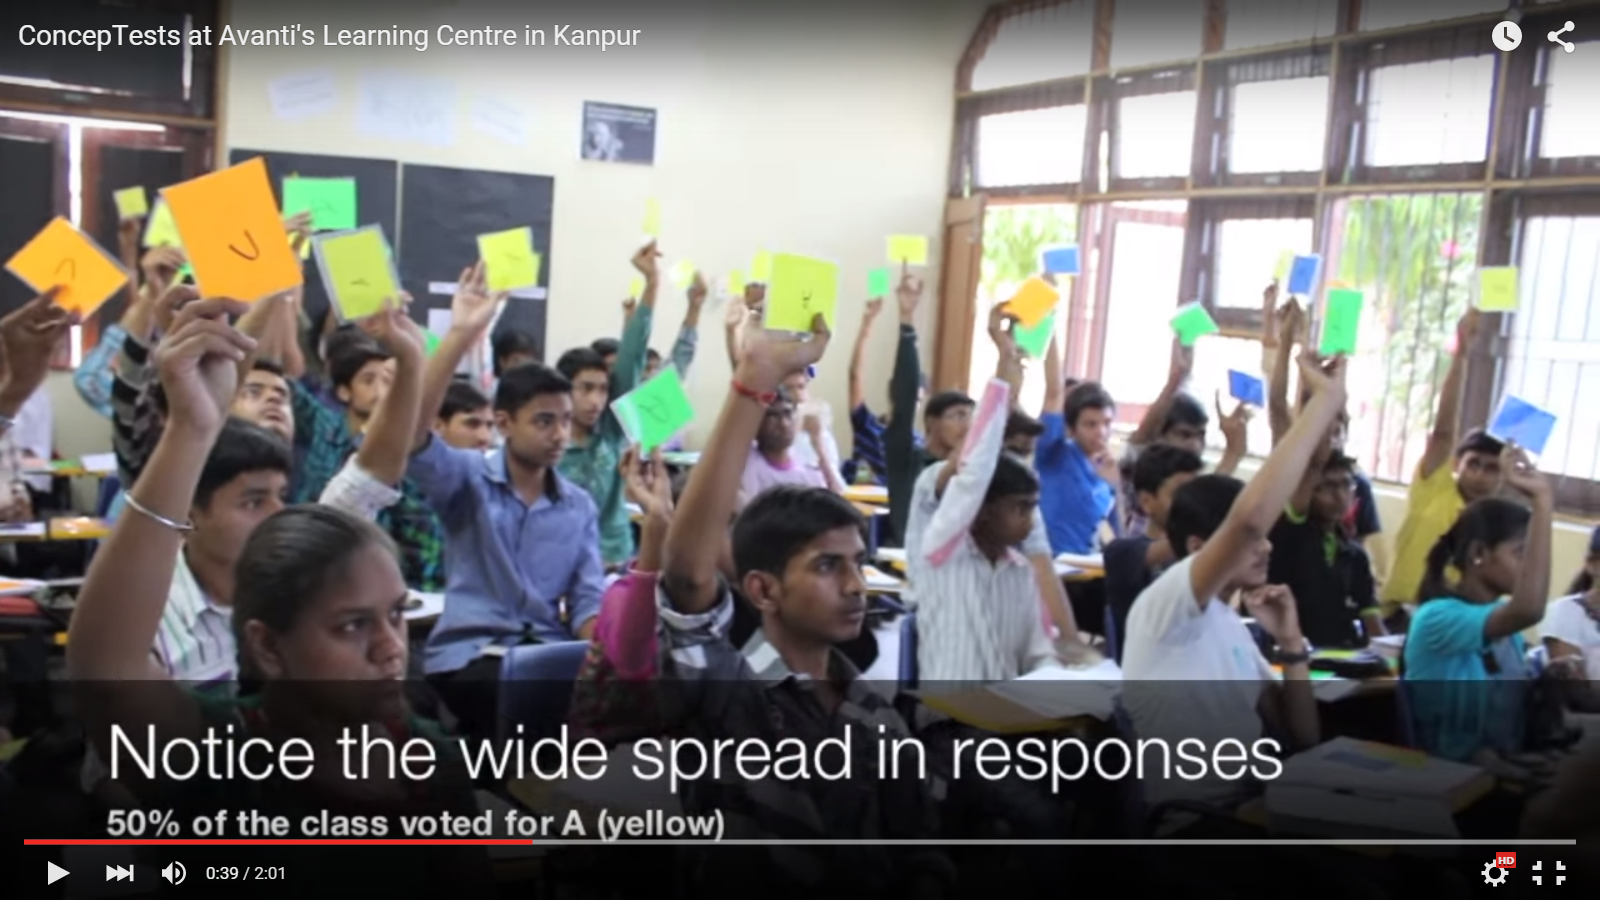 ConcepTests at Avanti's Learning Centre in Kanpur
Notice the wide spread in responses
50% of the class voted for A (yellow)
0:39 / 2:01
HD